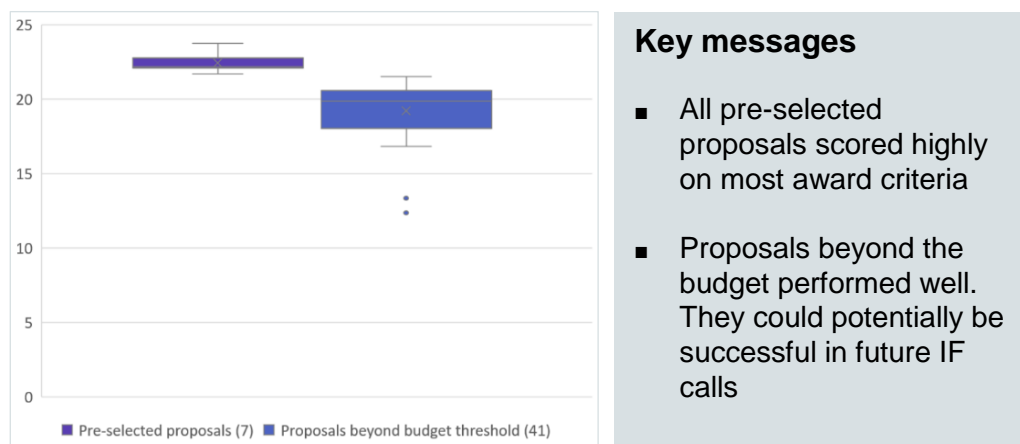 25
20
15
10
5
0
Pre-selected proposals (7) Proposals beyond budget threshold (41)
Key messages
■ All pre-selected
proposals scored highly
on most award criteria
■ Proposals beyond the
budget performed well.
They could potentially be
successful in future IF
calls